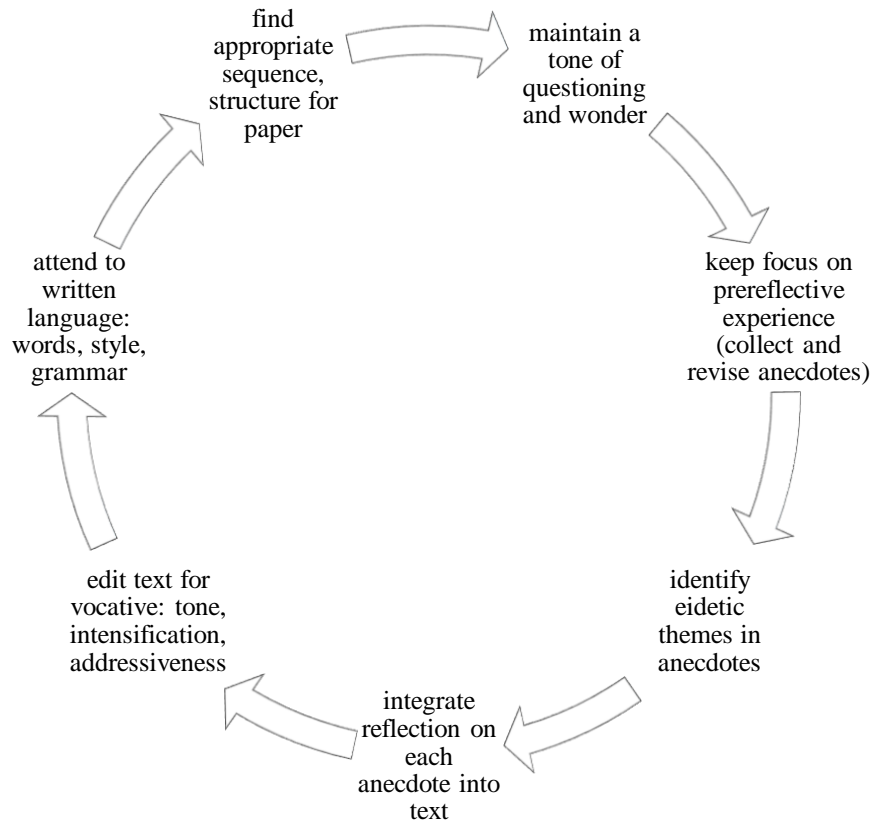 find
appropriate
sequence,
structure for
paper
maintain a
tone of
questioning
and wonder
keep focus on
prereflective
experience
(collect and
revise anecdotes)
identify
eidetic
themes in
anecdotes
integrate
reflection on
each
anecdote into
text
edit text for
vocative: tone,
intensification,
addressiveness
attend to
written
language:
words, style,
grammar